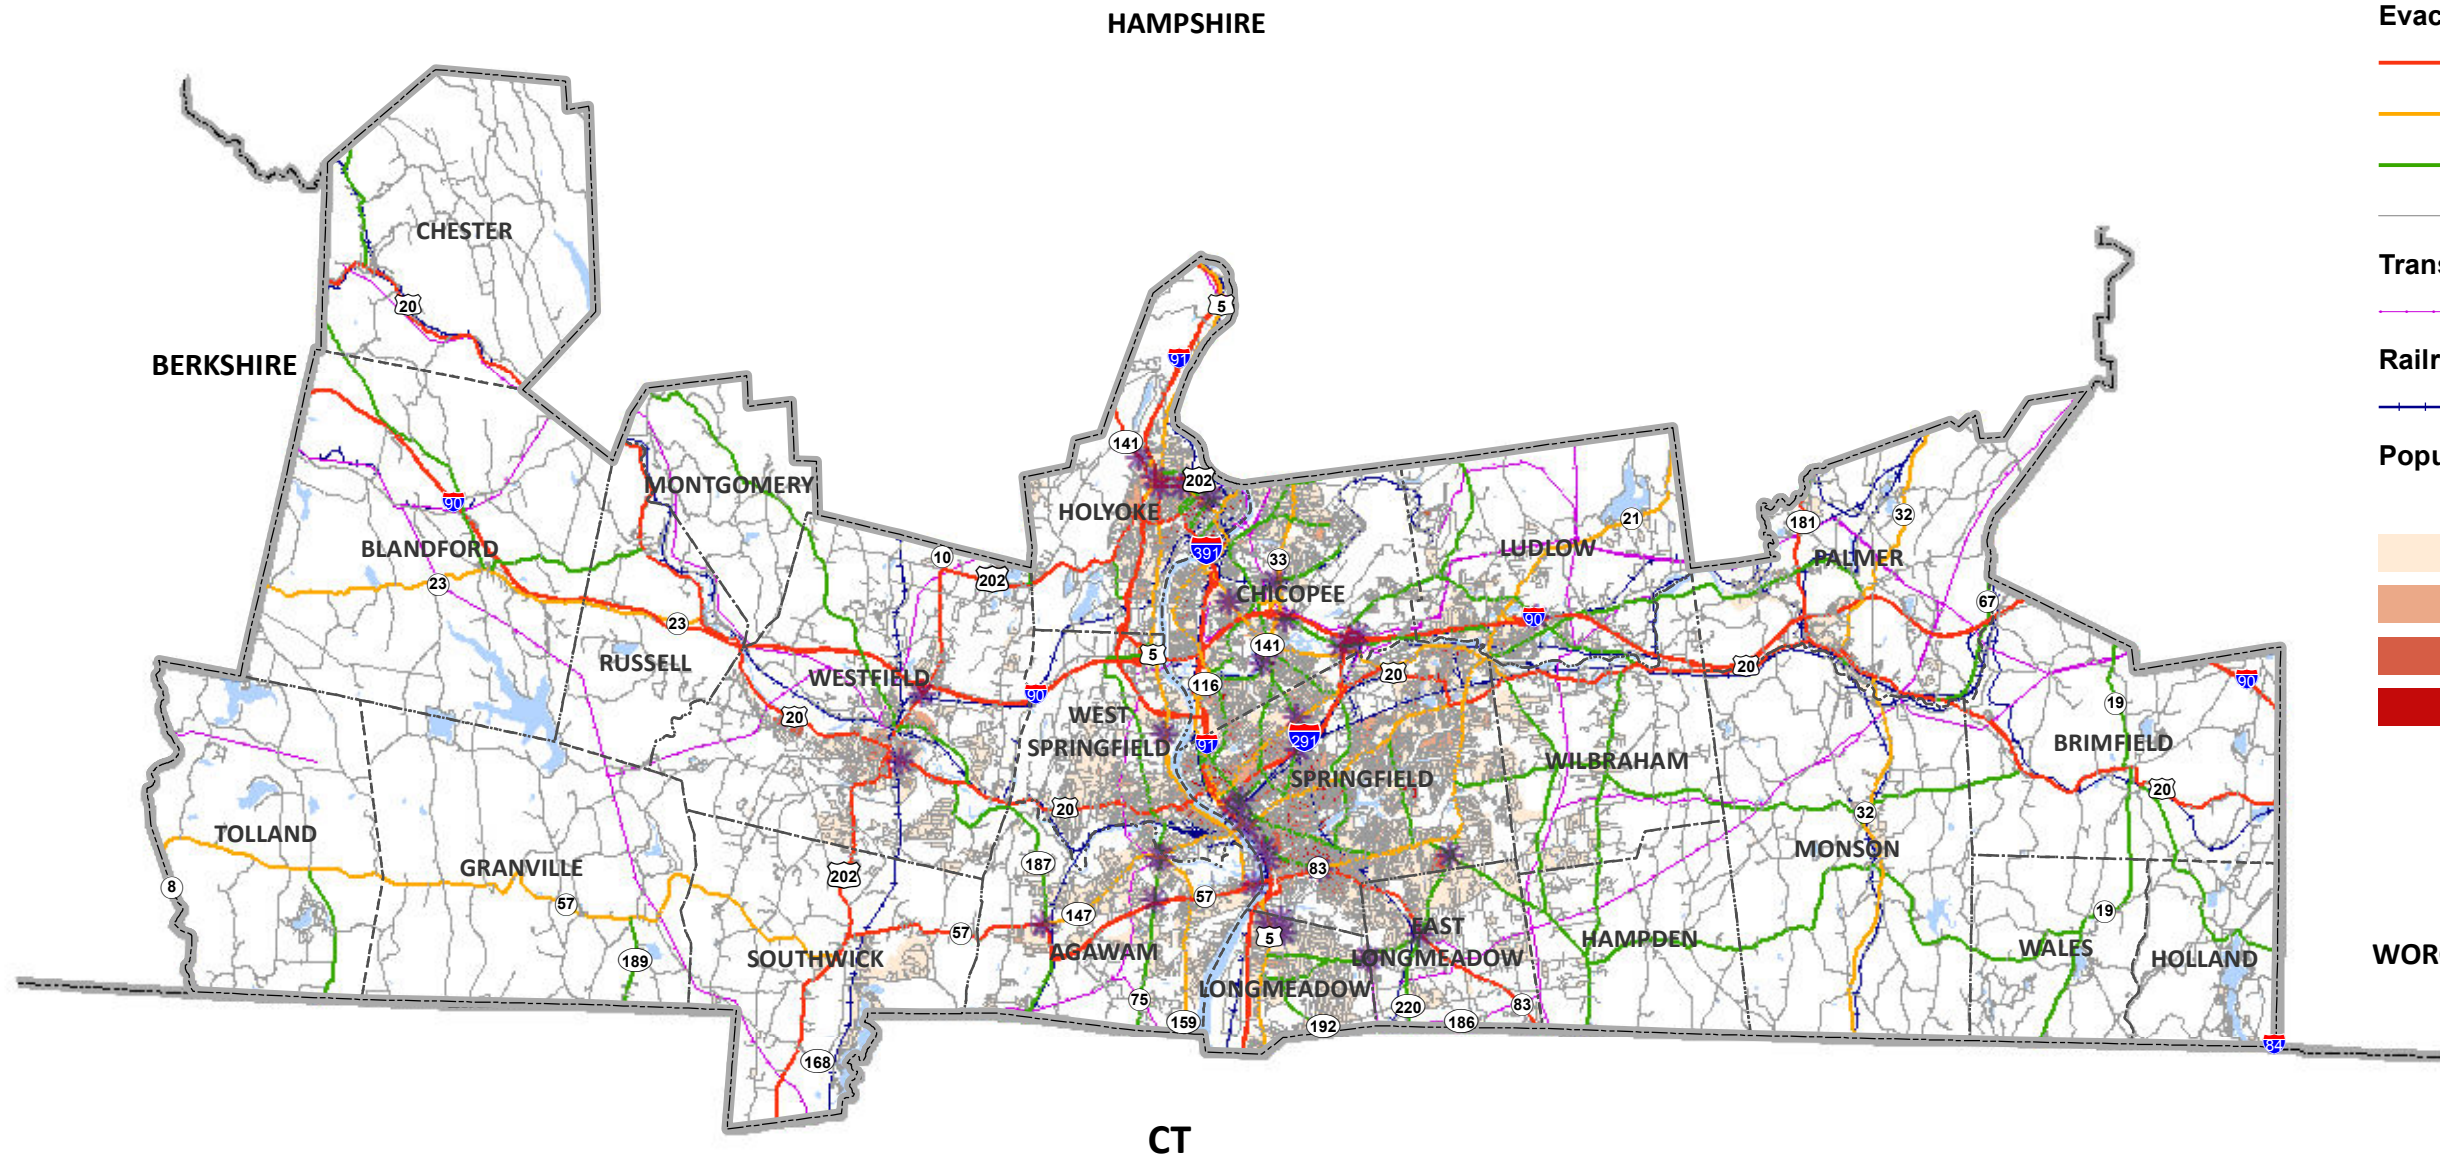 HAMPSHIRE
Evac
CHESTER
20
Trans
5
BERKSHIRE
91
Railr
141
Popu
202
MONTGOMERY
90
HOLYOKE
21
181
32
391
BLANDFORD
LUDLOW
PALMER
10
33
23
202
CHICOPEE
67
23
90
141
5
RUSSELL
20
20
WESTFIELD
116
90
90
19
WEST
SPRINGFIELD
20
91
291
BRIMFIELD
WILBRAHAM
SPRINGFIELD
20
20
32
TOLLAND
MONSON
187
GRANVILLE
83
202
8
57
57
147
19
EAST
LONGMEADOW
57
5
HAMPDEN
WALES
AGAWAM
SOUTHWICK
189
HOLLAND
WOR
LONGMEADOW
75
220
83
159
192
186
84
168
CT